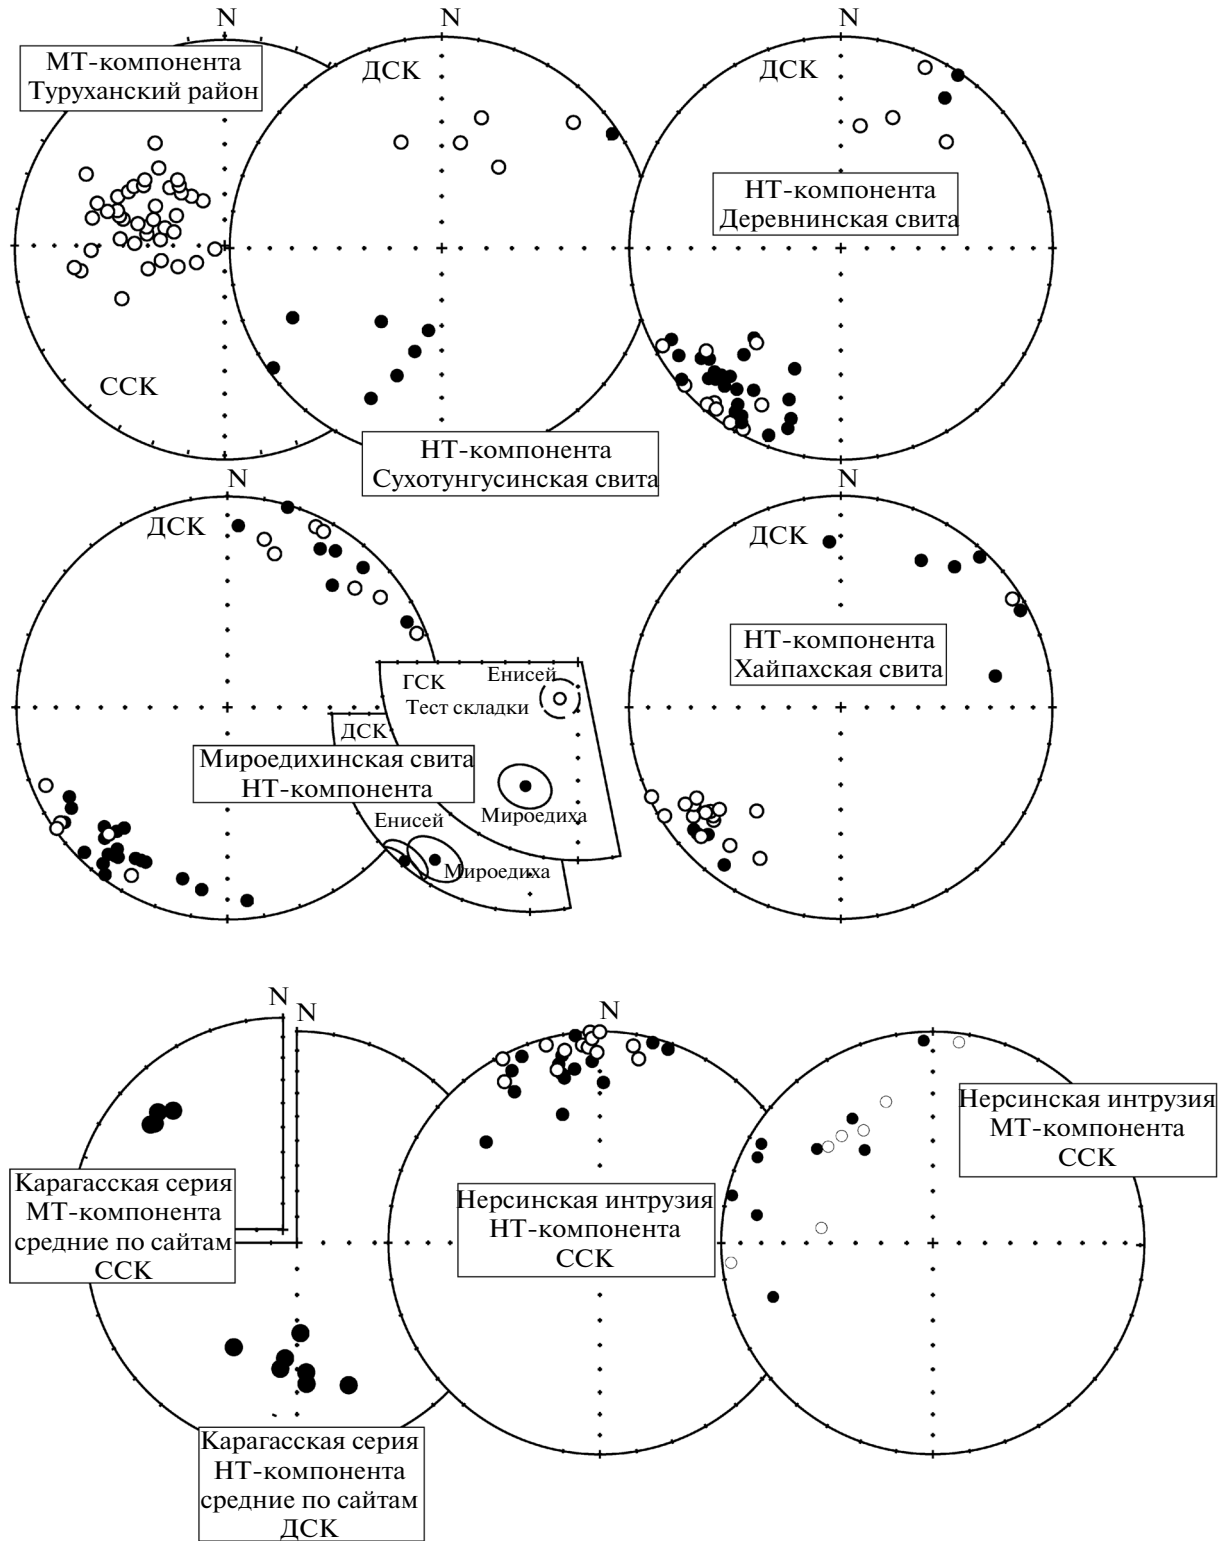 N
N
N
МТ-компонента
Туруханский район
ССК
ДСК
НТ-компонента
Сухотунгусинская свита
ДСК
НТ-компонента
Деревнинская свита
N
ДСК
Мироедихинская свита
НТ-компонента
ГСК
Енисей
Тест складки
Мироедиха
ДСК
Енисей
Мироедиха
N
ДСК
НТ-компонента
Хайпахская свита
N
N
Карагасская серия
МТ-компонента
средние по сайтам
ССК
Карагасская серия
НТ-компонента
средние по сайтам
ДСК
N
Нерсинская интрузия
НТ-компонента
ССК
Нерсинская интрузия
МТ-компонента
ССК